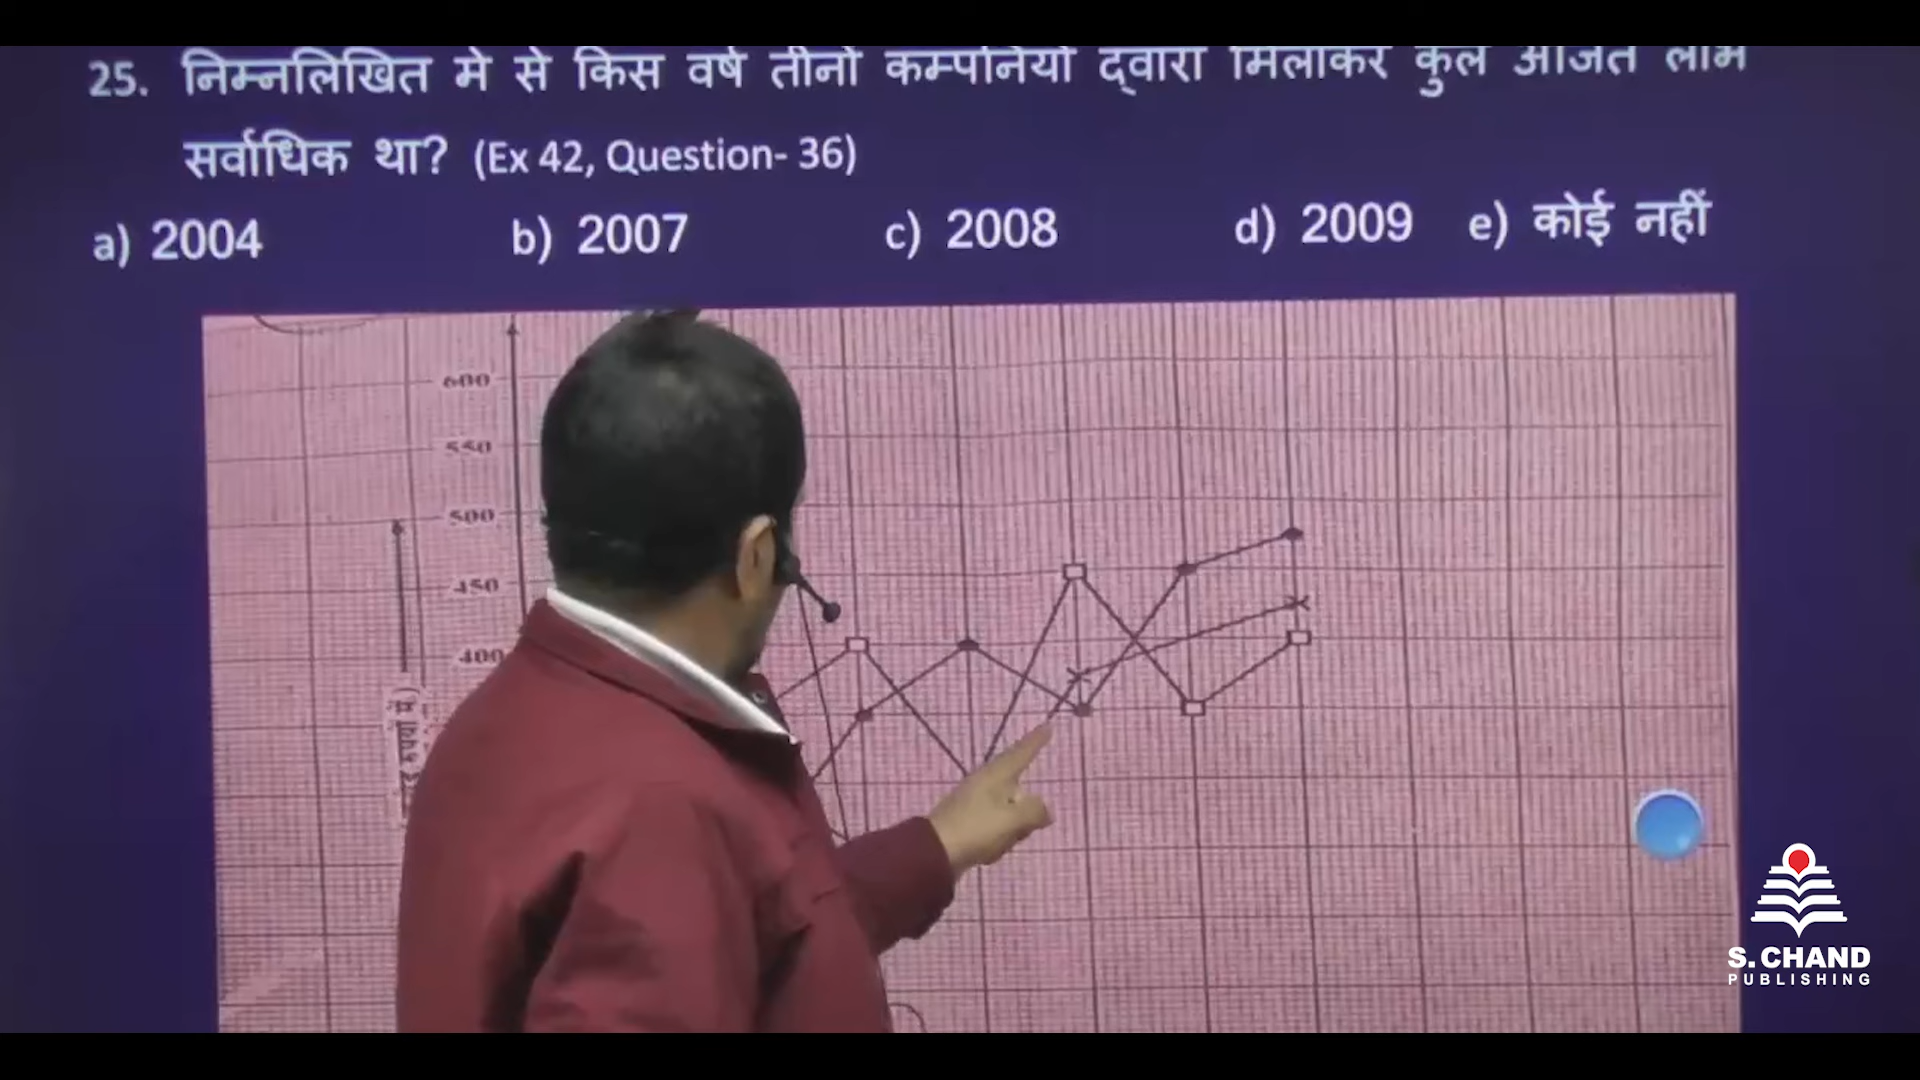 25. निम्नलिखित मे से किस वर्ष तीनो कम्पनियो द्वारा मिलाकर कुल अर्जित लाभ
सर्वाधिक था? (Ex 42, Question- 36)
a) 2004 b) 2007 c) 2008 d) 2009 e) कोई नहीं
600
550
500
450
400
रुपयों में)
S. CHAND
PUBLISHING